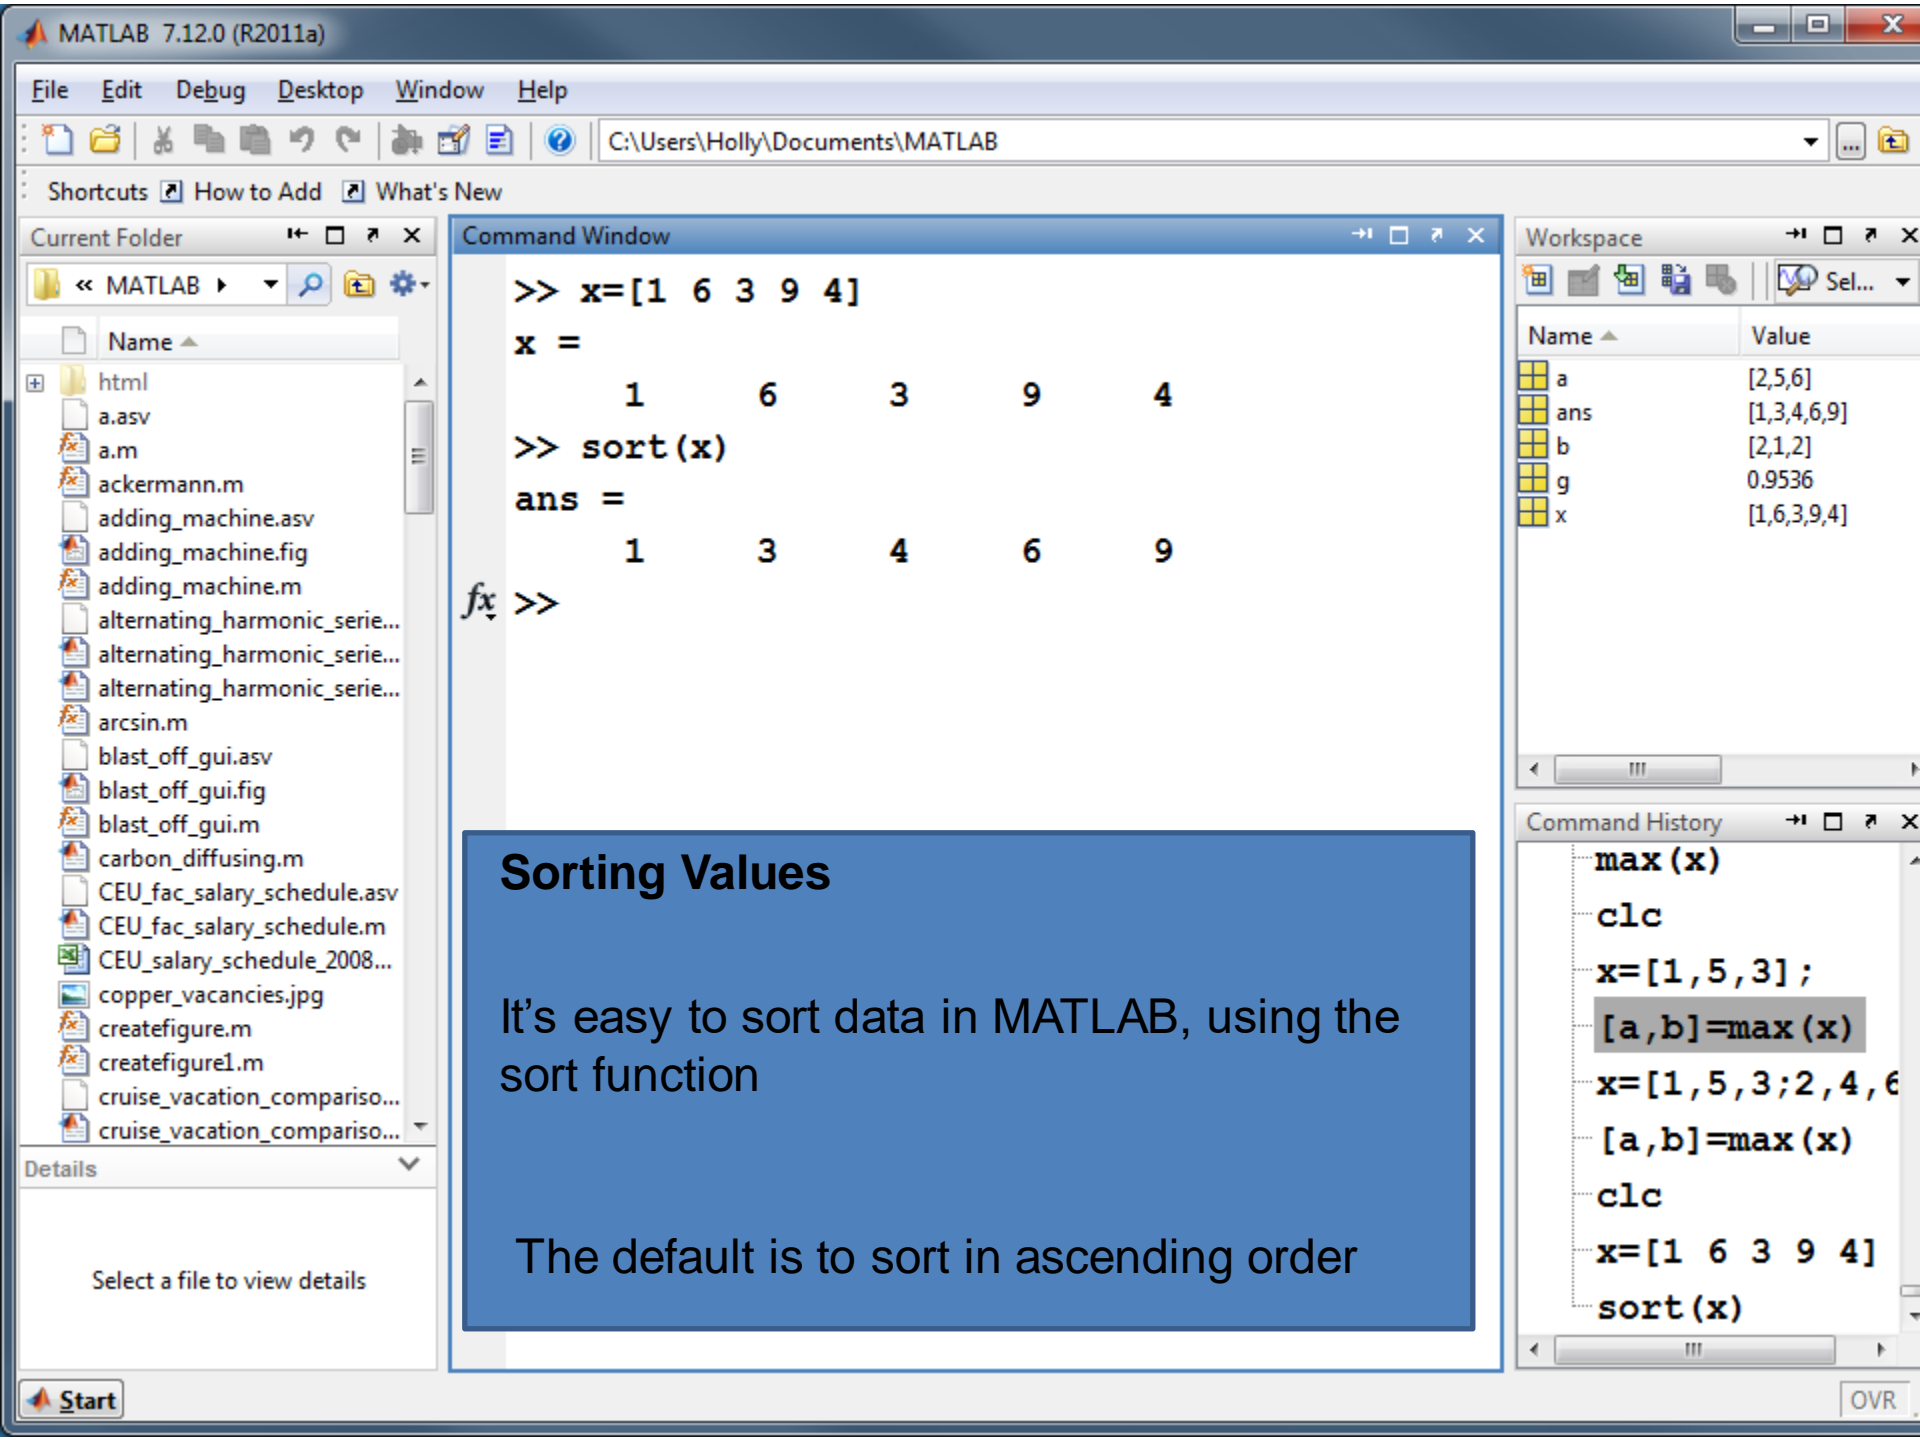 MATLAB 7.12.0 (R2011a)
File Edit Debug Desktop Window Help
C:\Users\Holly\Documents\MATLAB
Shortcuts How to Add What's New
Current Folder
« MATLAB
Name
html
a.asv
a.m
ackermann.m
adding_machine.asv
adding_machine.fig
adding_machine.m
alternating_harmonic_serie...
alternating_harmonic_serie...
alternating_harmonic_serie...
arcsin.m
blast_off_gui.asv
blast_off_gui.fig
blast_off_gui.m
carbon_diffusing.m
CEU_fac_salary_schedule.asv
CEU_fac_salary_schedule.m
CEU_salary_schedule_2008...
copper_vacancies.jpg
createfigure.m
createfigure1.m
cruise_vacation_compariso...
cruise_vacation_compariso...
Details
Select a file to view details
Start
Command Window
>> x=[1 6 3 9 4]
x =
1 6 3 9 4
>> sort(x)
ans =
1 3 4 6 9
fx >>
Sorting Values
It’s easy to sort data in MATLAB, using the
sort function
The default is to sort in ascending order
Workspace
Sel...
Name Value
a [2,5,6]
ans [1,3,4,6,9]
b [2,1,2]
g 0.9536
x [1,6,3,9,4]
Command History
max(x)
clc
x=[1,5,3];
[a,b]=max(x)
x=[1,5,3;2,4,6
[a,b]=max(x)
clc
x=[1 6 3 9 4]
sort(x)
OVR